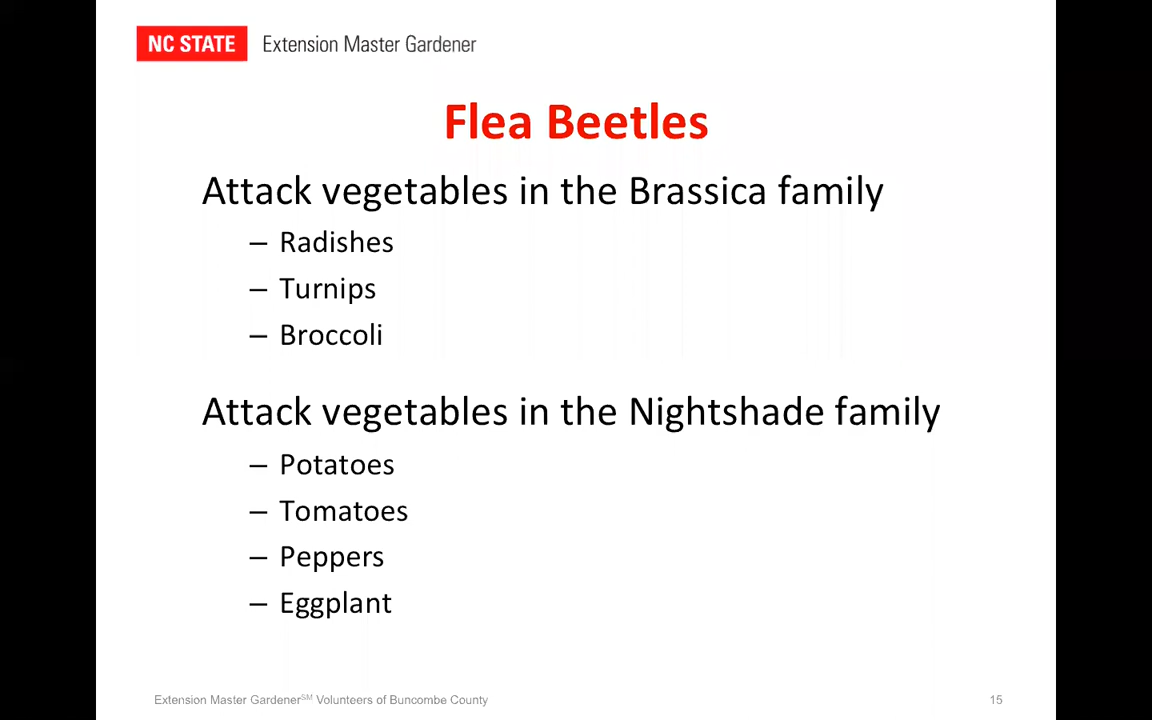 NC STATE Extension Master Gardener
Flea Beetles
Attack vegetables in the Brassica family
– Radishes
– Turnips
– Broccoli
Attack vegetables in the Nightshade family
– Potatoes
– Tomatoes
– Peppers
– Eggplant
Extension Master Gardener℠ Volunteers of Buncombe County 15